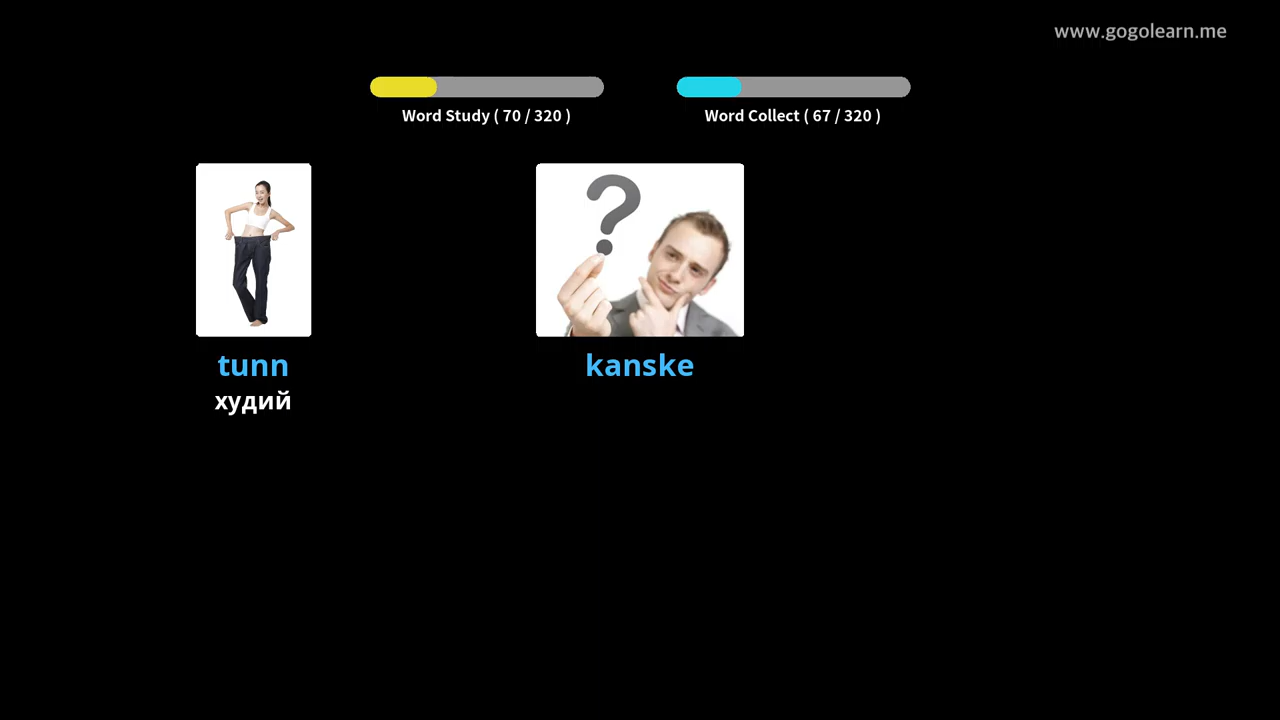 www.gogolearn.me
Word Study ( 70 / 320 )
Word Collect ( 67 / 320 )
tunn
худий
kanske